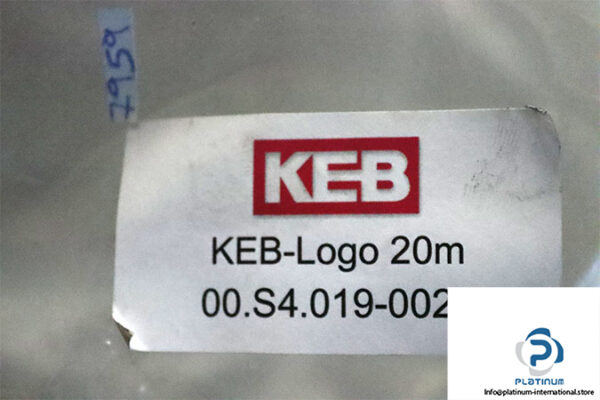 7959
KEB
KEB-Logo 20m
00.S4.019-002
PLATINUM
Info@platinum-international.store